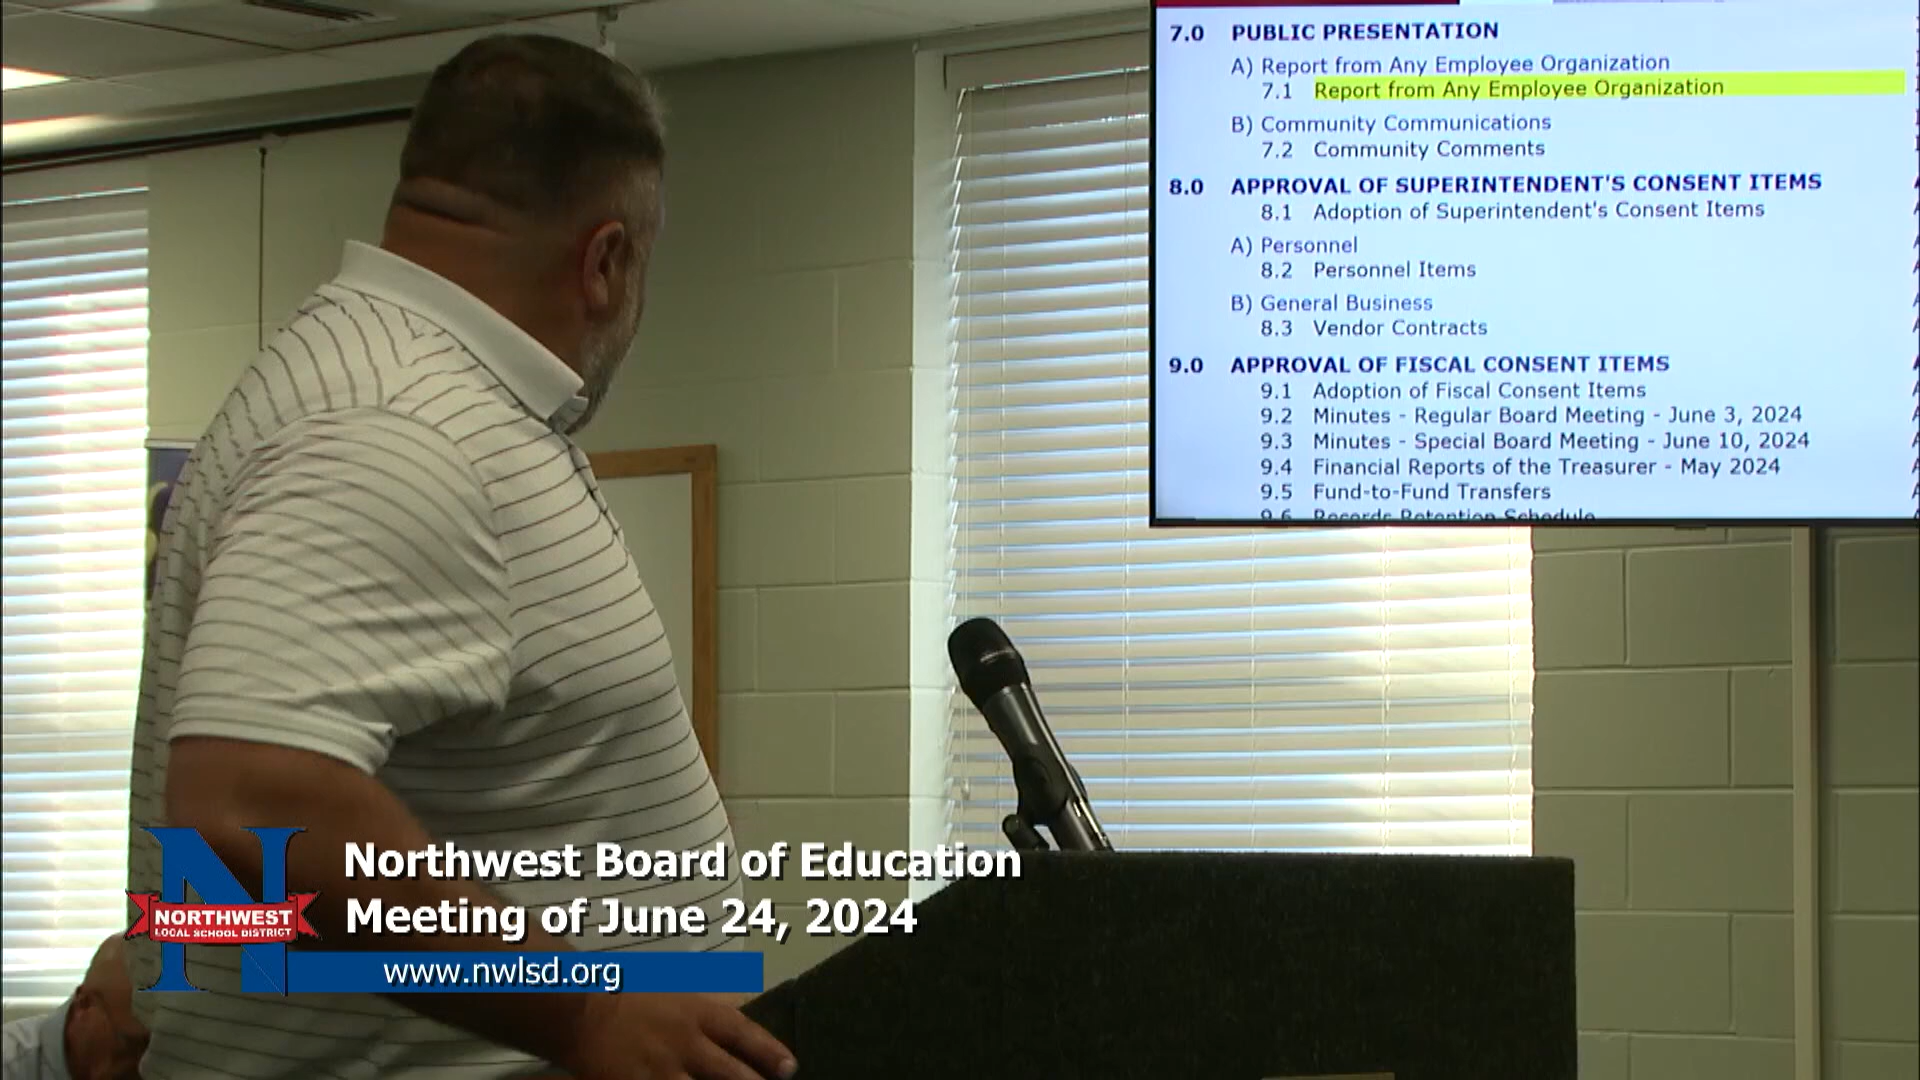 7.0 PUBLIC PRESENTATION
A) Report from Any Employee Organization
7.1 Report from Any Employee Organization
B) Community Communications
7.2 Community Comments
8.0 APPROVAL OF SUPERINTENDENT'S CONSENT ITEMS
8.1 Adoption of Superintendent's Consent Items
A) Personnel
8.2 Personnel Items
B) General Business
8.3 Vendor Contracts
9.0 APPROVAL OF FISCAL CONSENT ITEMS
9.1 Adoption of Fiscal Consent Items
9.2 Minutes - Regular Board Meeting - June 3, 2024
9.3 Minutes - Special Board Meeting - June 10, 2024
9.4 Financial Reports of the Treasurer - May 2024
9.5 Fund-to-Fund Transfers
9.6 Records Retention Schedule
Northwest Board of Education
Meeting of June 24, 2024
www.nwlsd.org
N
NORTHWEST
LOCAL SCHOOL DISTRICT